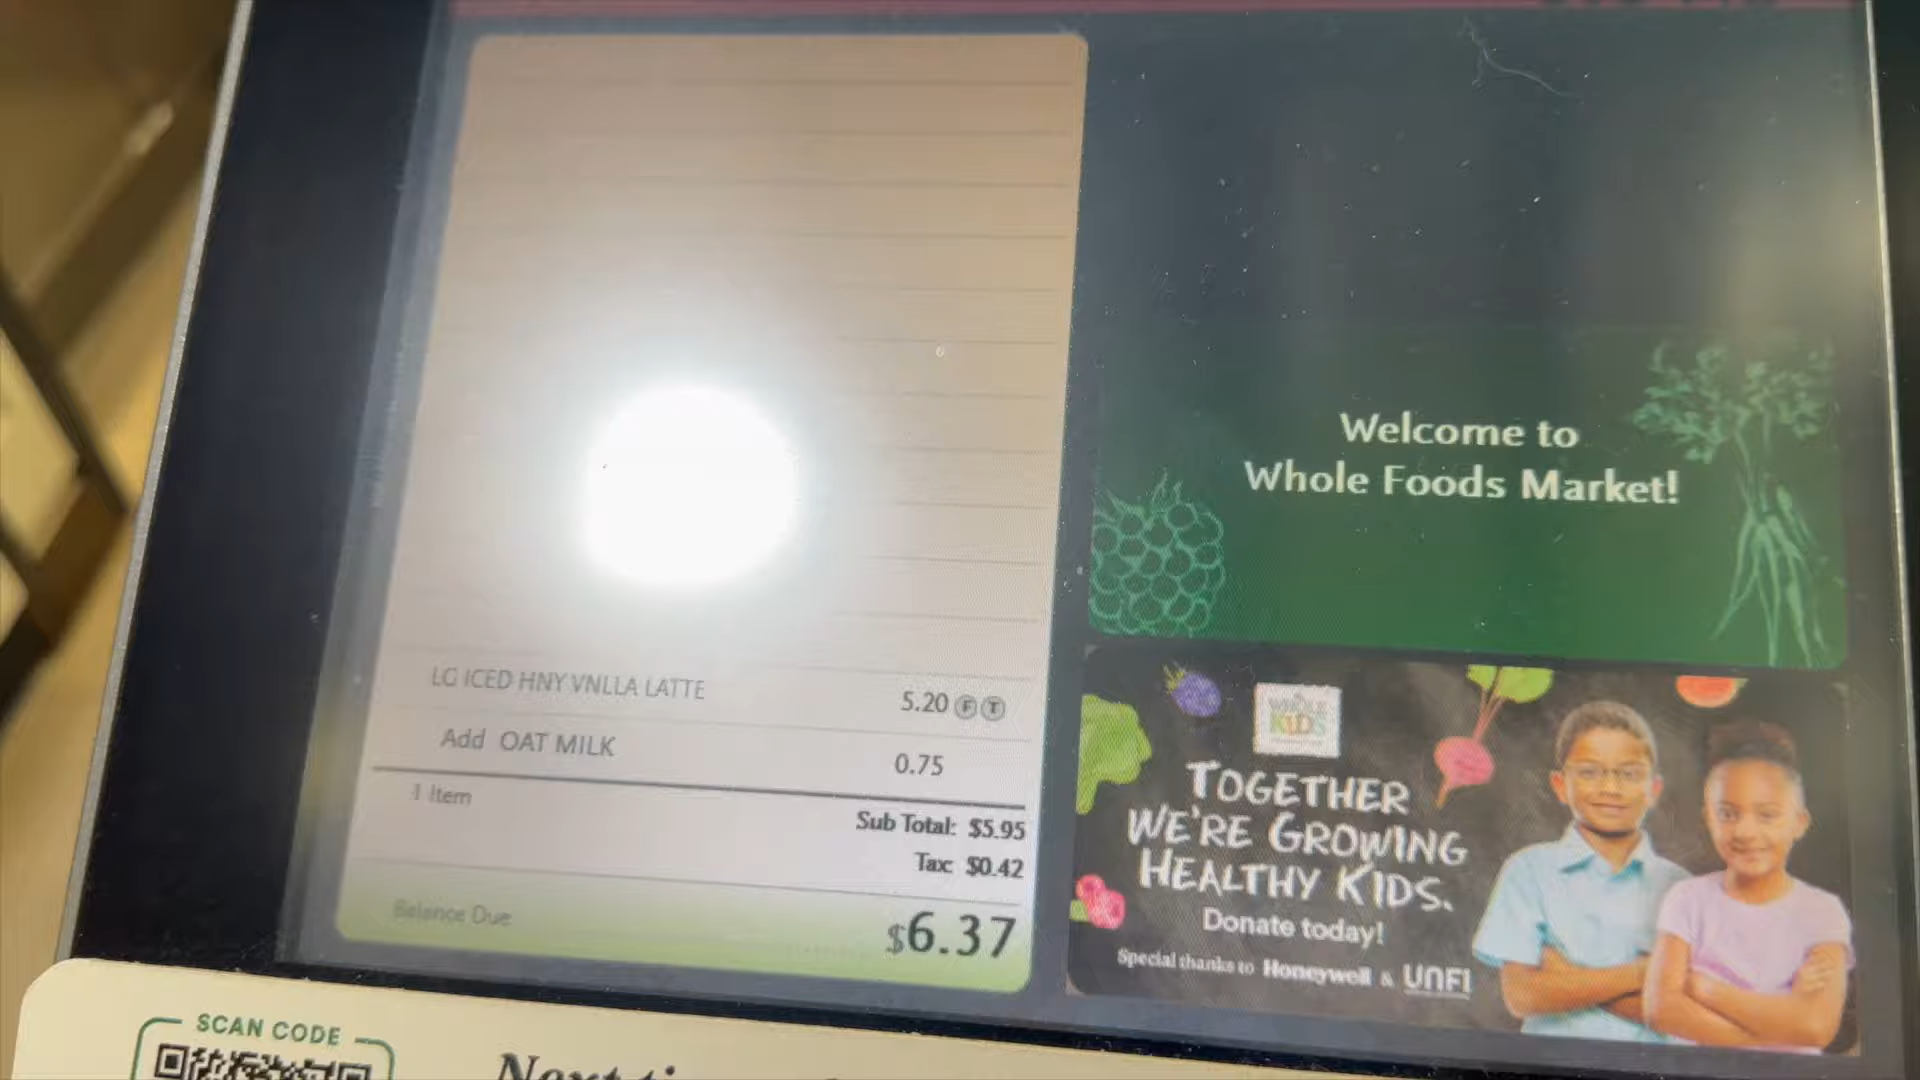 LG ICED HNY VNLLA LATTE 5.20 F T
Add OAT MILK 0.75
1 Item
Sub Total: $5.95
Tax: $0.42
Balance Due $6.37
Welcome to
Whole Foods Market!
WHOLE
KIDS
TOGETHER
WE'RE GROWING
HEALTHY KIDS.
Donate today!
Special thanks to Honeywell & UNFI
SCAN CODE